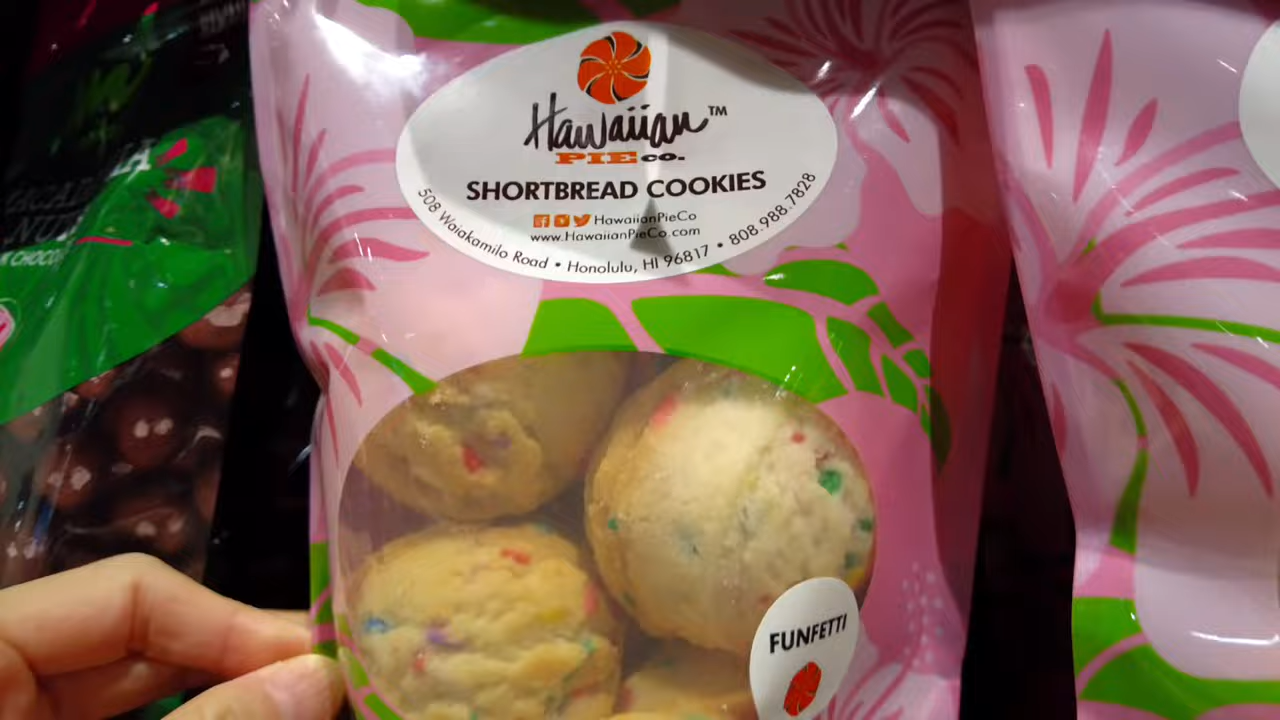 Hawaiian™
PIE CO.
SHORTBREAD COOKIES
HawaiianPieCo
www.HawaiianPieCo.com
508 Waiakamilo Road • Honolulu, HI 96817 • 808.988.7828
FUNFETTI